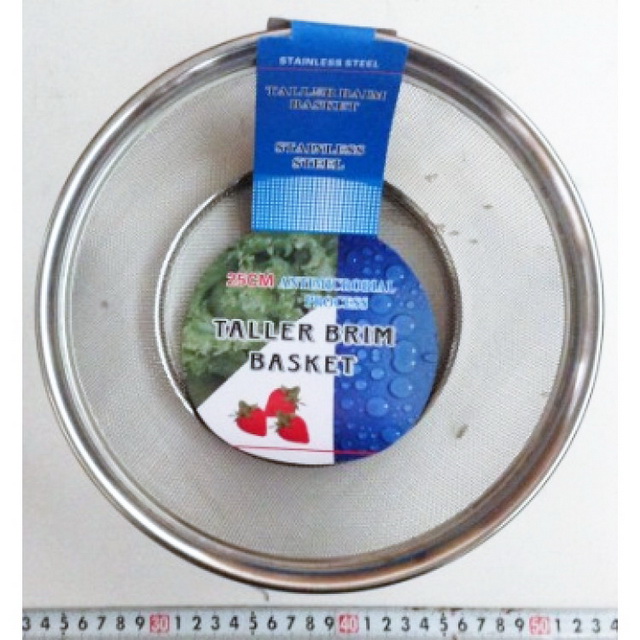 STAINLESS STEEL
TALLER BAIM
BASKET
STAINLESS
STEEL
25CM ANTIMICROBIAL
PROCESS
TALLER BRIM
BASKET
3 4 5 6 7 8 9 30 1 2 3 4 5 6 7 8 9 40 1 2 3 4 5 6 7 8 9 50 1 2 3 4